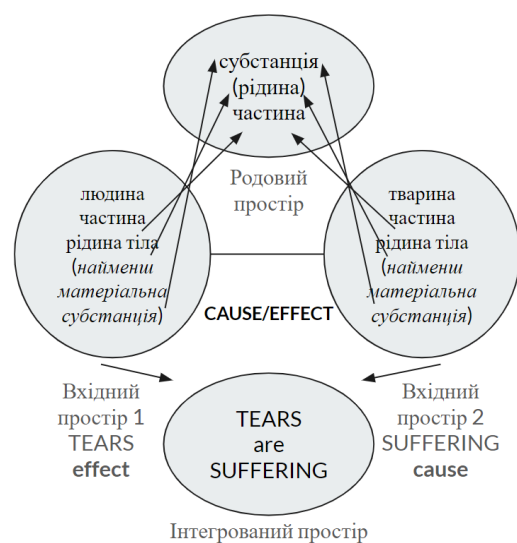 субстанція
(рідина)
частина
Родовий
простір
людина
частина
рідина тіла
(найменш
матеріальна
субстанція)
тварина
частина
рідина тіла
(найменш
матеріальна
субстанція)
CAUSE/EFFECT
Вхідний
простір 1
TEARS
effect
TEARS
are
SUFFERING
Вхідний
простір 2
SUFFERING
cause
Інтегрований простір